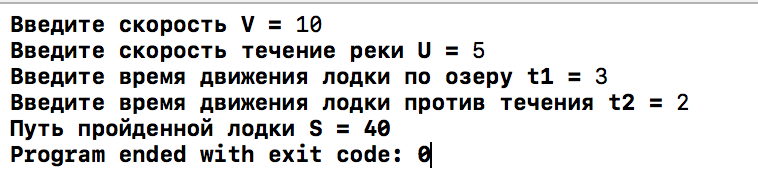 Введите скорость V = 10
Введите скорость течение реки U = 5
Введите время движения лодки по озеру t1 = 3
Введите время движения лодки против течения t2 = 2
Путь пройденной лодки S = 40
Program ended with exit code: 0